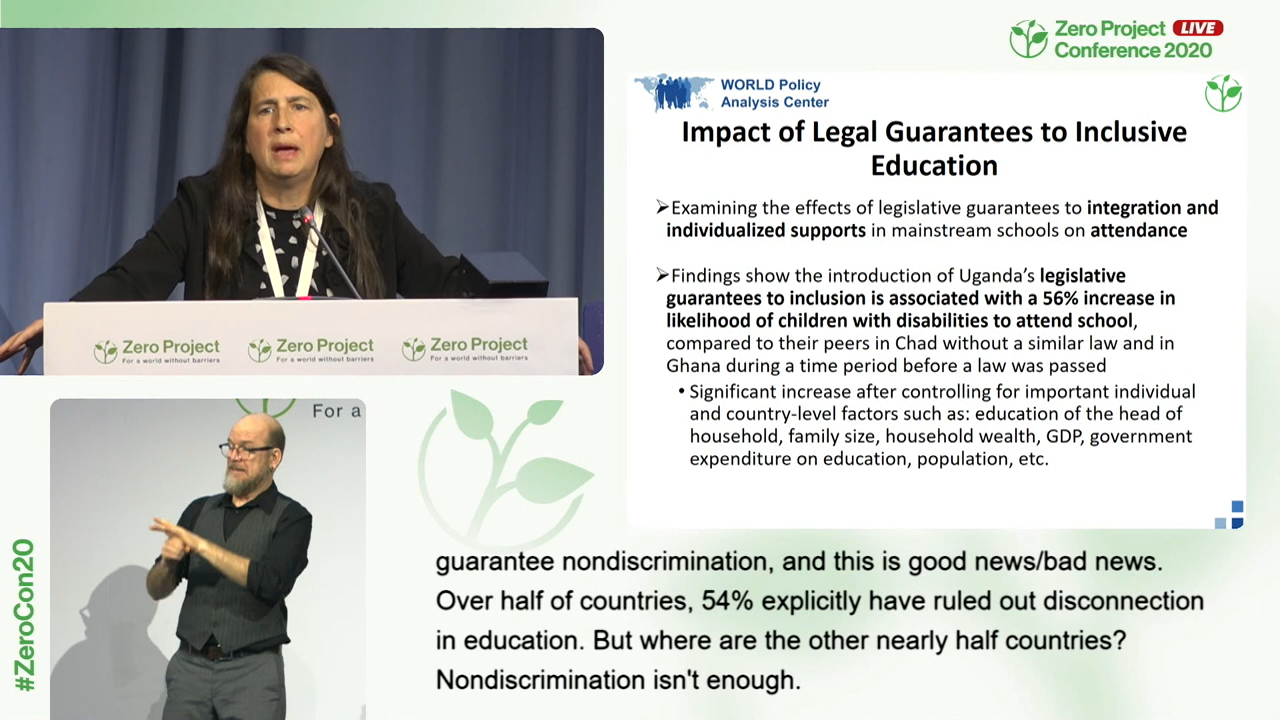 Zero Project LIVE
Conference 2020
WORLD Policy
Analysis Center
Impact of Legal Guarantees to Inclusive
Education
➢Examining the effects of legislative guarantees to integration and
individualized supports in mainstream schools on attendance
➢Findings show the introduction of Uganda’s legislative
guarantees to inclusion is associated with a 56% increase in
likelihood of children with disabilities to attend school,
compared to their peers in Chad without a similar law and in
Ghana during a time period before a law was passed
• Significant increase after controlling for important individual
and country-level factors such as: education of the head of
household, family size, household wealth, GDP, government
expenditure on education, population, etc.
Zero Project
For a world without barriers
Zero Project
For a world without barriers
Zero Project
For a world without barriers
For a
#ZeroCon20
guarantee nondiscrimination, and this is good news/bad news.
Over half of countries, 54% explicitly have ruled out disconnection
in education. But where are the other nearly half countries?
Nondiscrimination isn't enough.